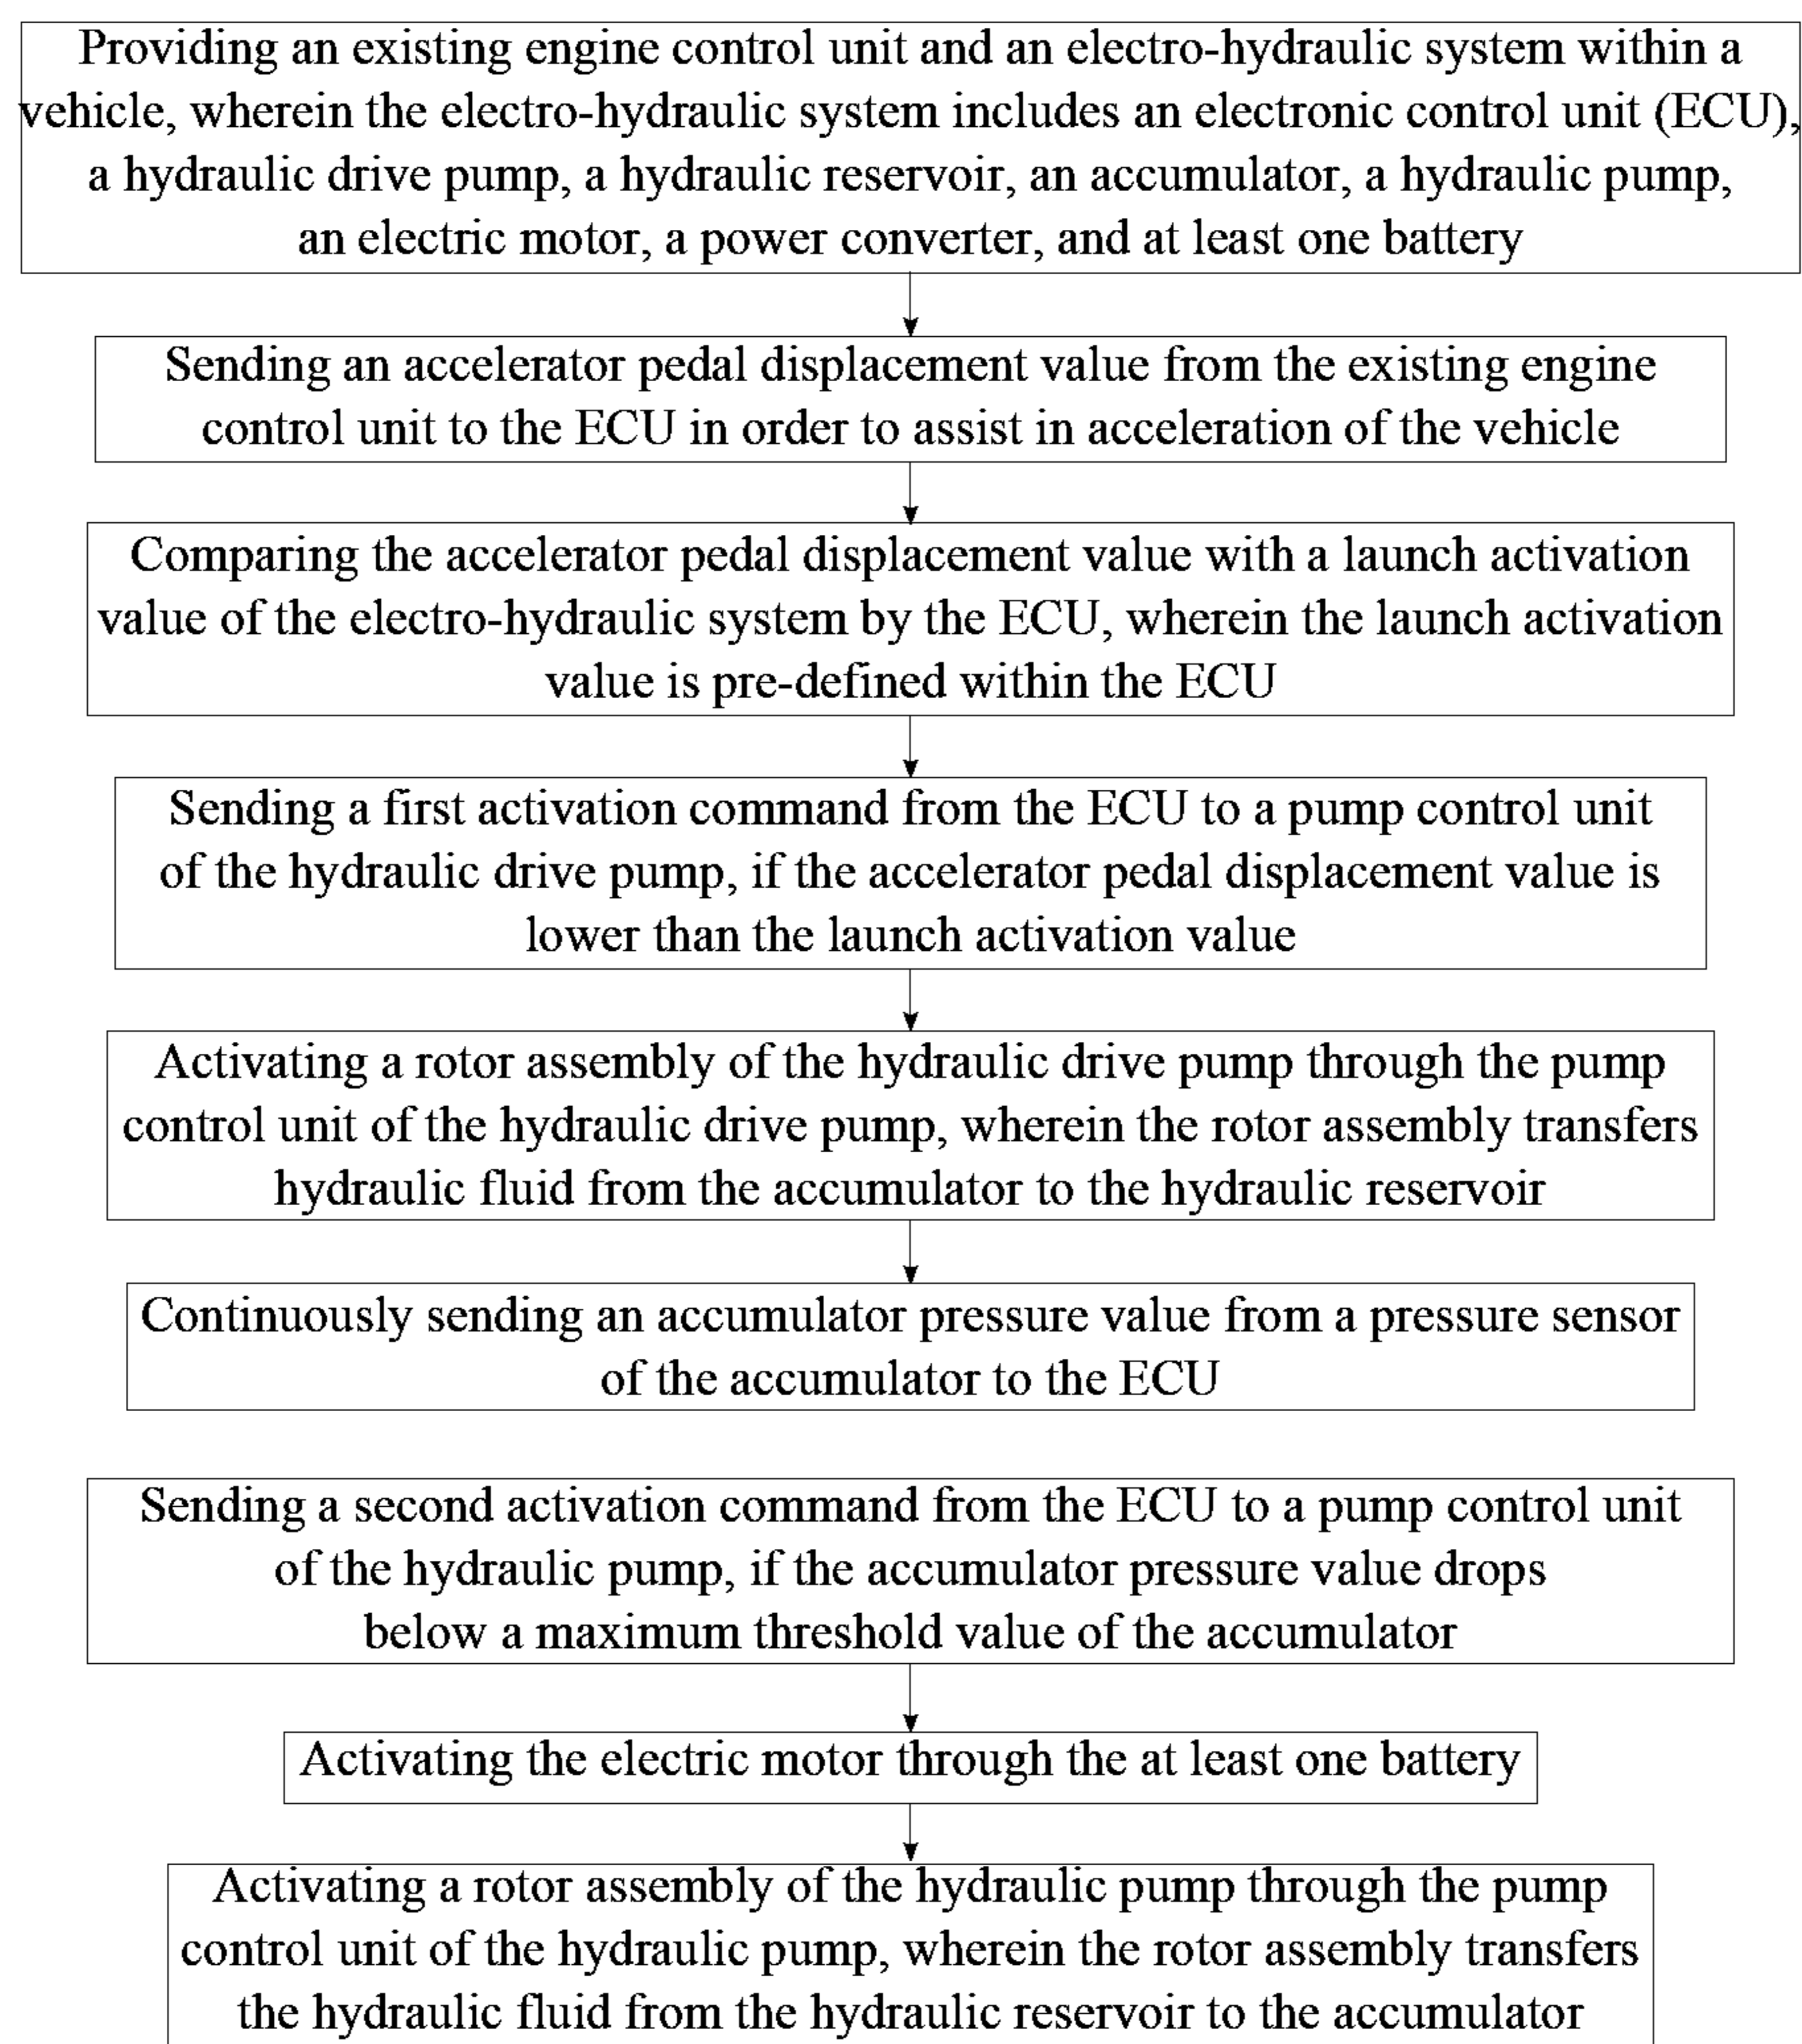 Providing an existing engine control unit and an electro-hydraulic system within a
vehicle, wherein the electro-hydraulic system includes an electronic control unit (ECU),
a hydraulic drive pump, a hydraulic reservoir, an accumulator, a hydraulic pump,
an electric motor, a power converter, and at least one battery
Sending an accelerator pedal displacement value from the existing engine
control unit to the ECU in order to assist in acceleration of the vehicle
Comparing the accelerator pedal displacement value with a launch activation
value of the electro-hydraulic system by the ECU, wherein the launch activation
value is pre-defined within the ECU
Sending a first activation command from the ECU to a pump control unit
of the hydraulic drive pump, if the accelerator pedal displacement value is
lower than the launch activation value
Activating a rotor assembly of the hydraulic drive pump through the pump
control unit of the hydraulic drive pump, wherein the rotor assembly transfers
hydraulic fluid from the accumulator to the hydraulic reservoir
Continuously sending an accumulator pressure value from a pressure sensor
of the accumulator to the ECU
Sending a second activation command from the ECU to a pump control unit
of the hydraulic pump, if the accumulator pressure value drops
below a maximum threshold value of the accumulator
Activating the electric motor through the at least one battery
Activating a rotor assembly of the hydraulic pump through the pump
control unit of the hydraulic pump, wherein the rotor assembly transfers
the hydraulic fluid from the hydraulic reservoir to the accumulator